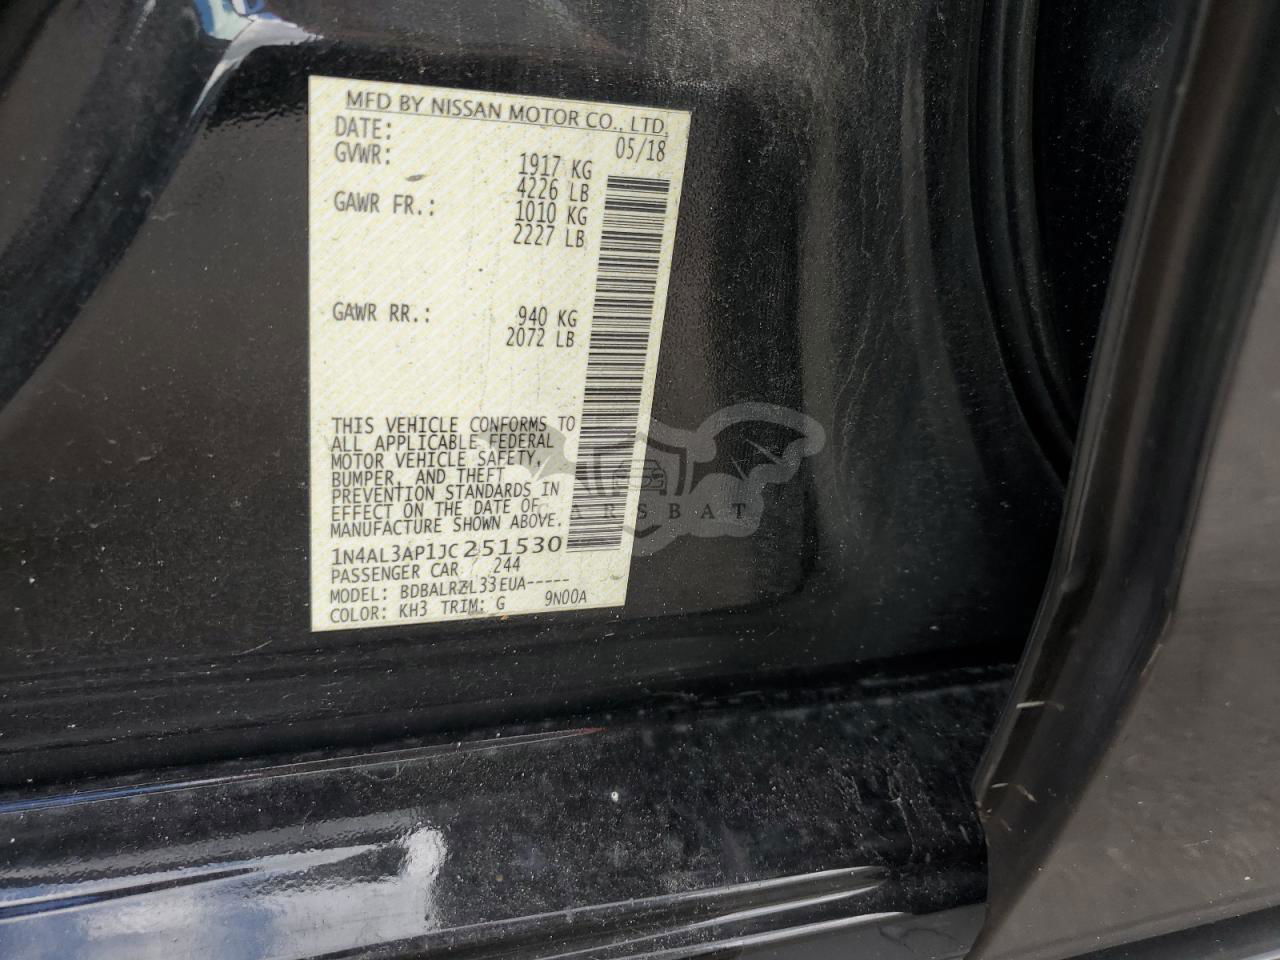 MFD BY NISSAN MOTOR CO., LTD.
DATE: 05/18
GVWR: 1917 KG
4226 LB
GAWR FR.: 1010 KG
2227 LB
GAWR RR.: 940 KG
2072 LB
THIS VEHICLE CONFORMS TO
ALL APPLICABLE FEDERAL
MOTOR VEHICLE SAFETY,
BUMPER, AND THEFT
PREVENTION STANDARDS IN
EFFECT ON THE DATE OF
MANUFACTURE SHOWN ABOVE.
1N4AL3AP1JC251530
PASSENGER CAR / 244
MODEL: BDBALRZL33EUA-----
COLOR: KH3 TRIM: G 9N00A
CARSBAT